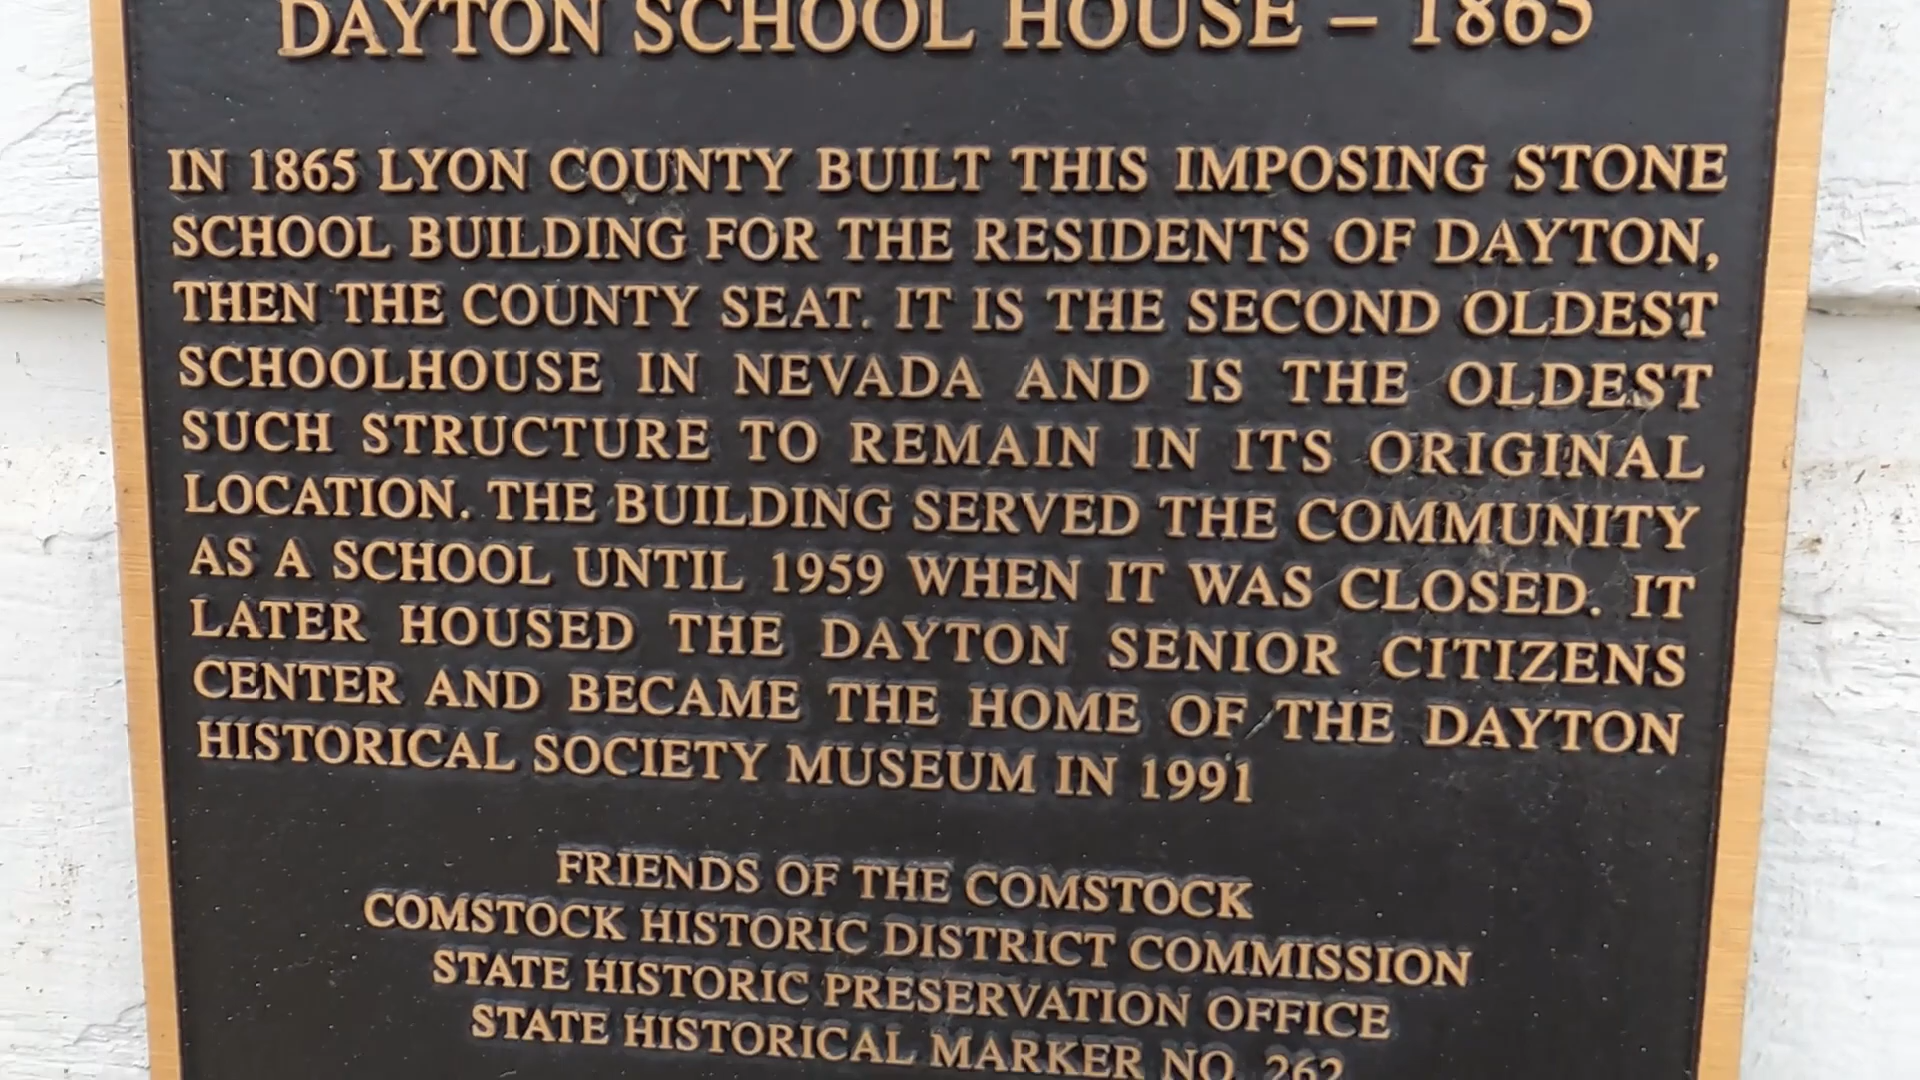 DAYTON SCHOOL HOUSE – 1865
IN 1865 LYON COUNTY BUILT THIS IMPOSING STONE
SCHOOL BUILDING FOR THE RESIDENTS OF DAYTON,
THEN THE COUNTY SEAT. IT IS THE SECOND OLDEST
SCHOOLHOUSE IN NEVADA AND IS THE OLDEST
SUCH STRUCTURE TO REMAIN IN ITS ORIGINAL
LOCATION. THE BUILDING SERVED THE COMMUNITY
AS A SCHOOL UNTIL 1959 WHEN IT WAS CLOSED. IT
LATER HOUSED THE DAYTON SENIOR CITIZENS
CENTER AND BECAME THE HOME OF THE DAYTON
HISTORICAL SOCIETY MUSEUM IN 1991
FRIENDS OF THE COMSTOCK
COMSTOCK HISTORIC DISTRICT COMMISSION
STATE HISTORIC PRESERVATION OFFICE
STATE HISTORICAL MARKER NO. 262